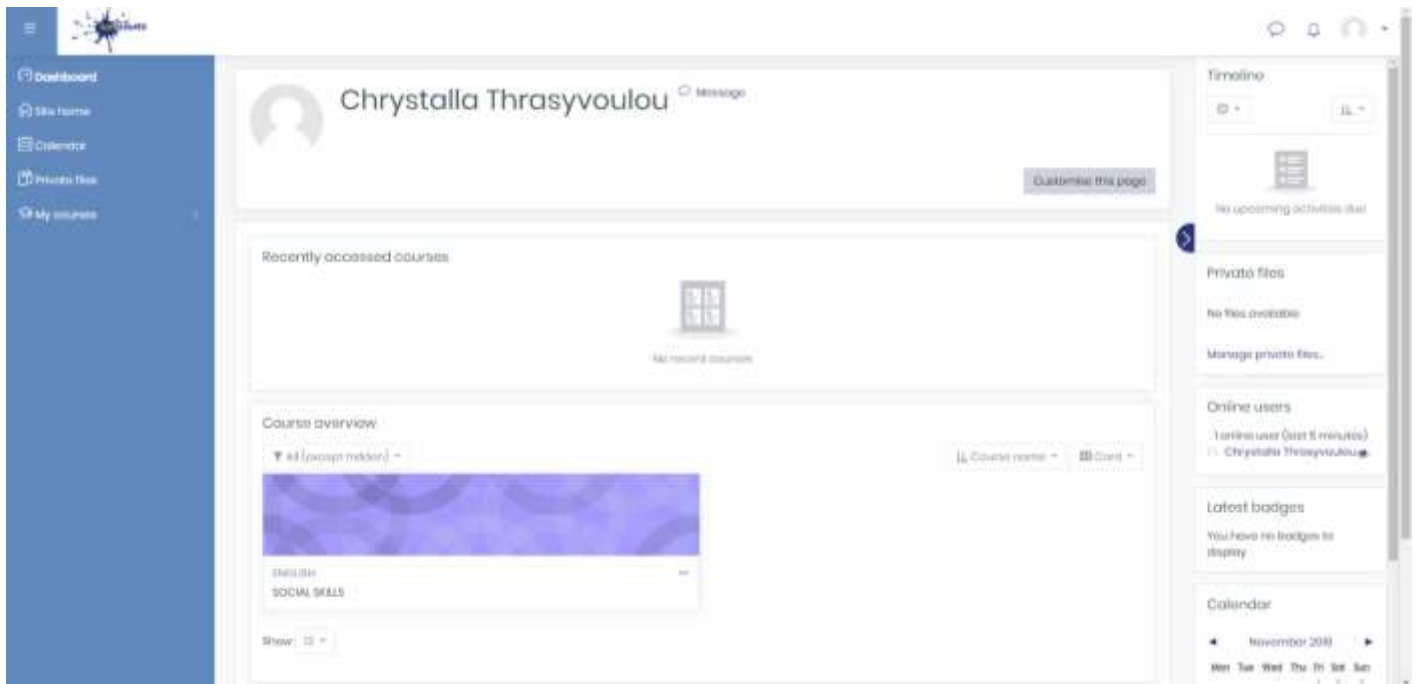 Dashboard
Site home
Calendar
Private files
My courses
Chrystalla Thrasyvoulou
Message
Customise this page
Recently accessed courses
No recent courses
Course overview
All (except hidden)
Course name
Card
ENGLISH
SOCIAL SKILLS
Show
12
Timeline
No upcoming activities due
Private files
No files available
Manage private files...
Online users
1 online user (last 5 minutes)
Chrystalla Thrasyvoulou
Latest badges
You have no badges to
display
Calendar
November
Mon Tue Wed Thu Fri Sat Sun